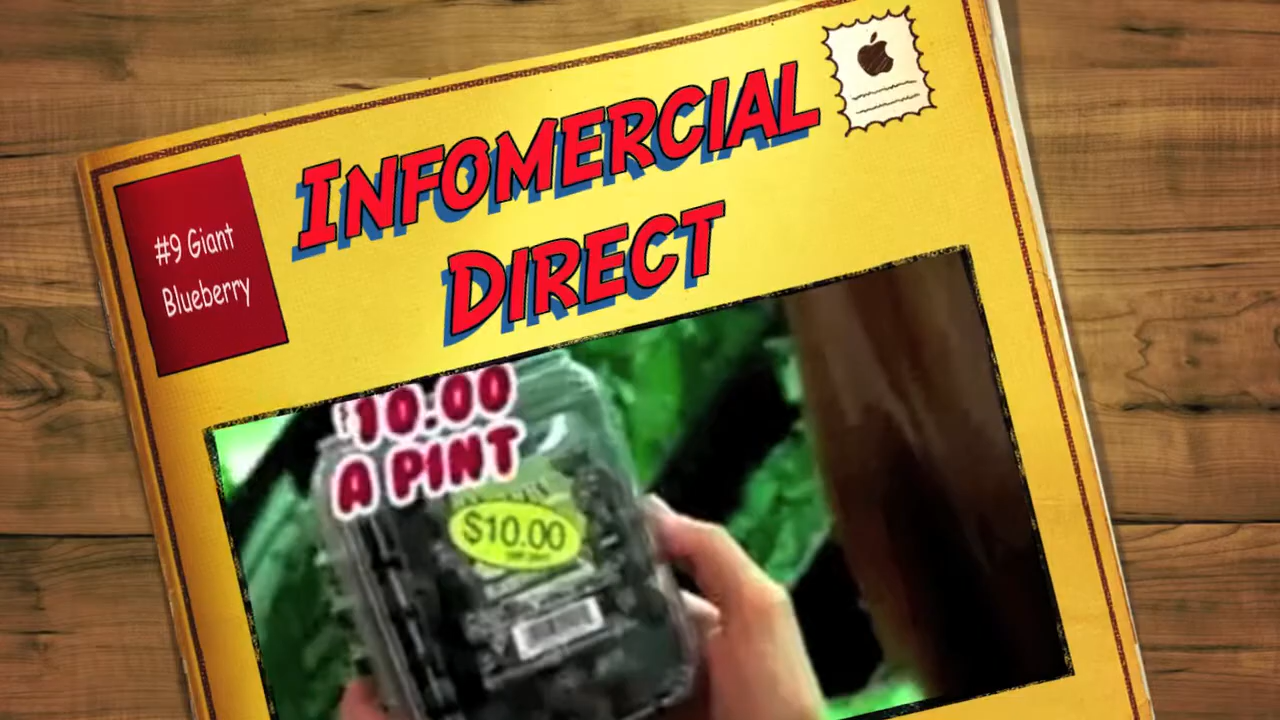 INFOMERCIAL
DIRECT
#9 Giant
Blueberry
$10.00
A PINT
$10.00